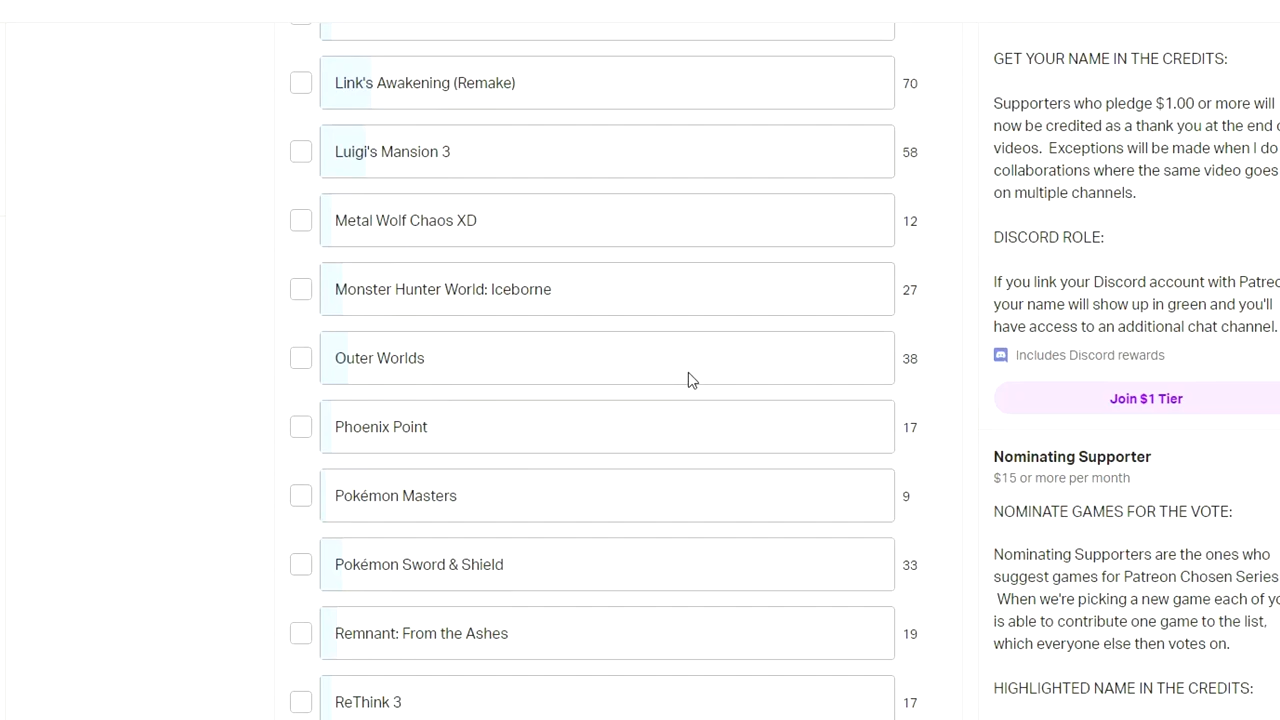 Link's Awakening (Remake)
70
Luigi's Mansion 3
58
Metal Wolf Chaos XD
12
Monster Hunter World: Iceborne
27
Outer Worlds
38
Phoenix Point
17
Pokémon Masters
9
Pokémon Sword & Shield
33
Remnant: From the Ashes
19
ReThink 3
17
GET YOUR NAME IN THE CREDITS:
Supporters who pledge $1.00 or more will
now be credited as a thank you at the end
videos. Exceptions will be made when I do
collaborations where the same video goes
on multiple channels.
DISCORD ROLE:
If you link your Discord account with
your name will show up in green and you'll
have access to an additional chat channel.
Includes Discord rewards
Join $1 Tier
Nominating Supporter
$15 or more per month
NOMINATE GAMES FOR THE VOTE:
Nominating Supporters are the ones who
suggest games for Patreon Chosen Series
When we're picking a new game each of
is able to contribute one game to the list,
which everyone else then votes on.
HIGHLIGHTED NAME IN THE CREDITS: